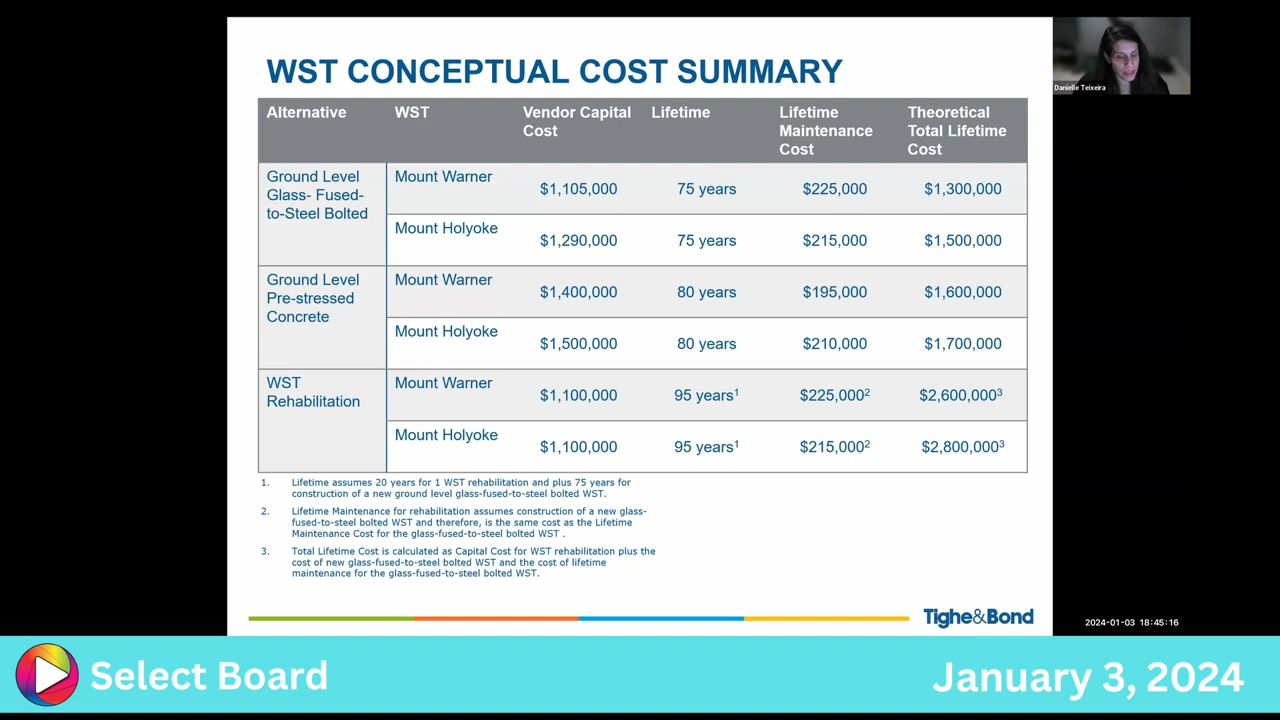 WST CONCEPTUAL COST SUMMARY
Danielle Teixeira
Alternative WST Vendor Capital Cost Lifetime Lifetime Maintenance Cost Theoretical Total Lifetime Cost
Ground Level Glass- Fused-to-Steel Bolted Mount Warner $1,105,000 75 years $225,000 $1,300,000
Mount Holyoke $1,290,000 75 years $215,000 $1,500,000
Ground Level Pre-stressed Concrete Mount Warner $1,400,000 80 years $195,000 $1,600,000
Mount Holyoke $1,500,000 80 years $210,000 $1,700,000
WST Rehabilitation Mount Warner $1,100,000 95 years¹ $225,000² $2,600,000³
Mount Holyoke $1,100,000 95 years¹ $215,000² $2,800,000³
1. Lifetime assumes 20 years for 1 WST rehabilitation and plus 75 years for
construction of a new ground level glass-fused-to-steel bolted WST.
2. Lifetime Maintenance for rehabilitation assumes construction of a new glass-
fused-to-steel bolted WST and therefore, is the same cost as the Lifetime
Maintenance Cost for the glass-fused-to-steel bolted WST .
3. Total Lifetime Cost is calculated as Capital Cost for WST rehabilitation plus the
cost of new glass-fused-to-steel bolted WST and the cost of lifetime
maintenance for the glass-fused-to-steel bolted WST.
Tighe&Bond
2024-01-03 18:45:16
Select Board
January 3, 2024